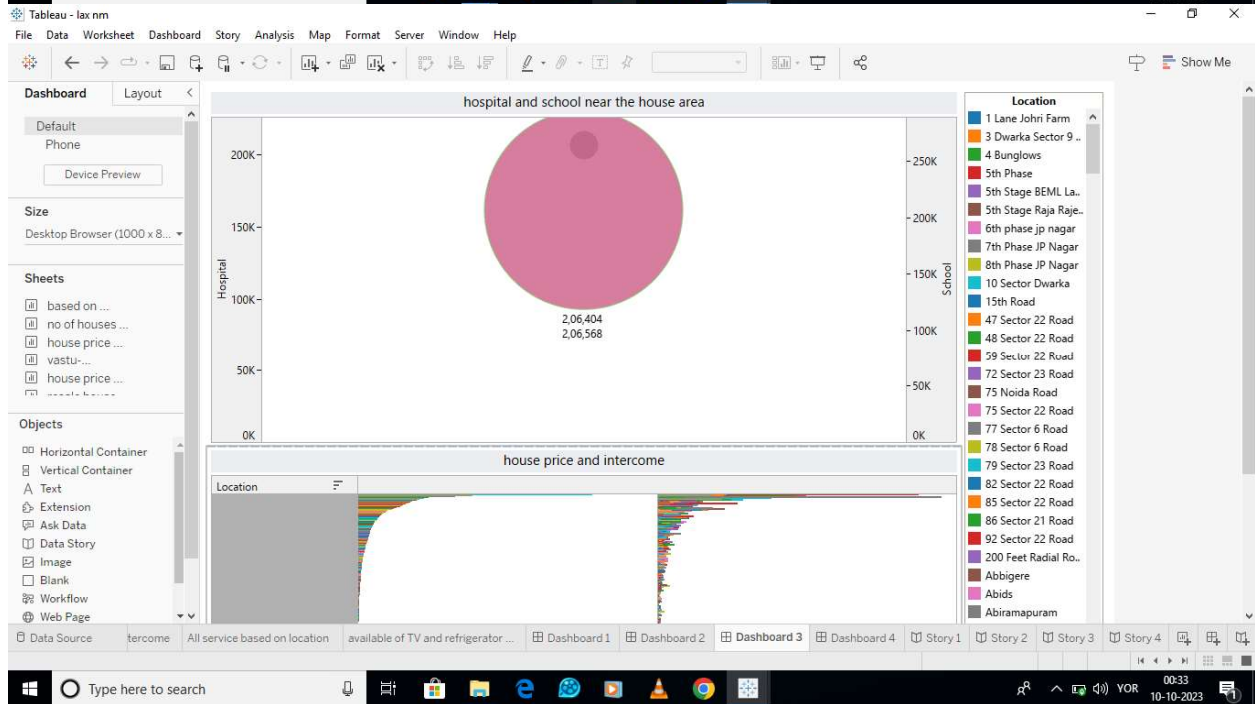 Tableau - lax nm
File Data Worksheet Dashboard Story Analysis Map Format Server Window Help
Show Me
Dashboard Layout
Default
Phone
Device Preview
Size
Desktop Browser (1000 x 8...
Sheets
based on ...
no of houses ...
house price ...
vastu-...
house price ...
Objects
Horizontal Container
Vertical Container
Text
Extension
Ask Data
Data Story
Image
Blank
Workflow
Web Page
hospital and school near the house area
200K
150K
100K
50K
0K
Hospital
2,06,404
2,06,568
250K
200K
150K
100K
50K
0K
School
house price and intercome
Location
Location
1 Lane Johri Farm
3 Dwarka Sector 9 ..
4 Bunglows
5th Phase
5th Stage BEML La..
5th Stage Raja Raje..
6th phase jp nagar
7th Phase JP Nagar
8th Phase JP Nagar
10 Sector Dwarka
15th Road
47 Sector 22 Road
48 Sector 22 Road
59 Sector 22 Road
72 Sector 23 Road
75 Noida Road
75 Sector 22 Road
77 Sector 6 Road
78 Sector 6 Road
79 Sector 23 Road
82 Sector 22 Road
85 Sector 22 Road
86 Sector 21 Road
92 Sector 22 Road
200 Feet Radial Ro..
Abbigere
Abids
Abiramapuram
Data Source tercome All service based on location available of TV and refrigerator ... Dashboard 1 Dashboard 2 Dashboard 3 Dashboard 4 Story 1 Story 2 Story 3 Story 4
Type here to search
YOR
00:33
10-10-2023